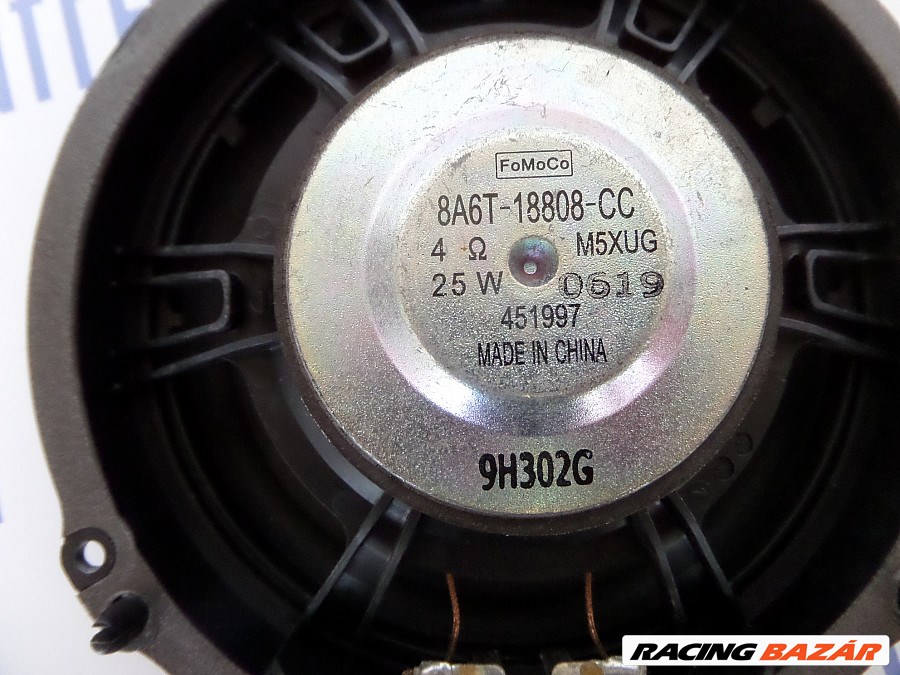 FoMoCo
8A6T-18808-CC
4 Ω M5XUG
25 W 0619
451997
MADE IN CHINA
9H302G
RACING BAZÁR